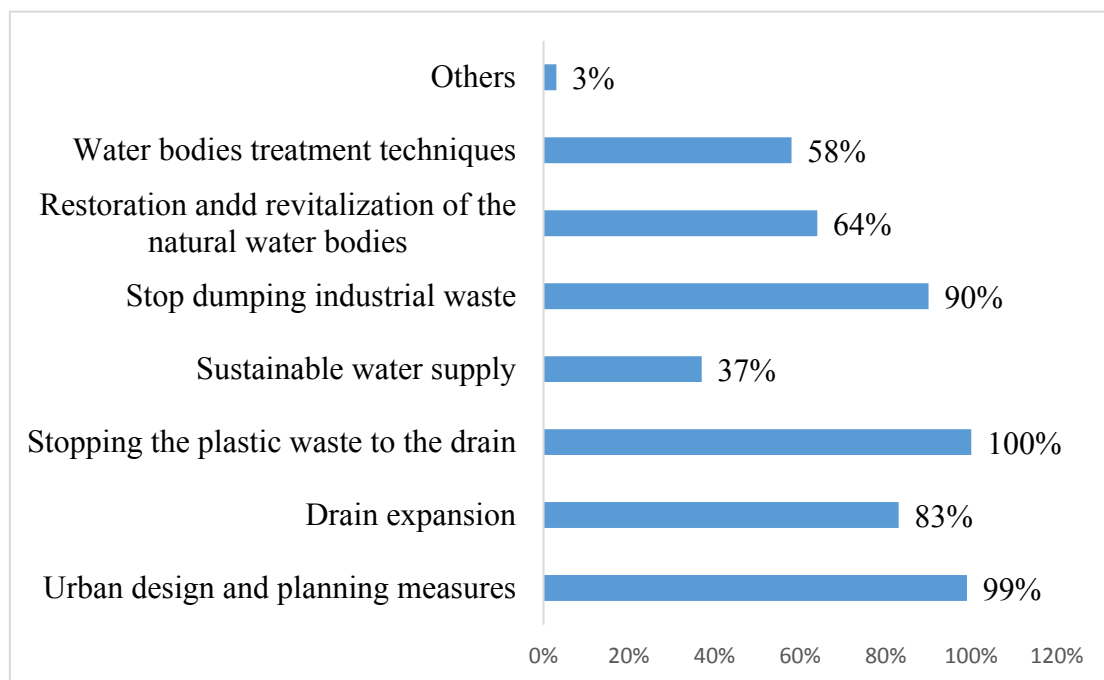 Others
3%
Water bodies treatment techniques
58%
Restoration andd revitalization of the
natural water bodies
64%
Stop dumping industrial waste
90%
Sustainable water supply
37%
Stopping the plastic waste to the drain
100%
Drain expansion
83%
Urban design and planning measures
99%
0% 20% 40% 60% 80% 100% 120%